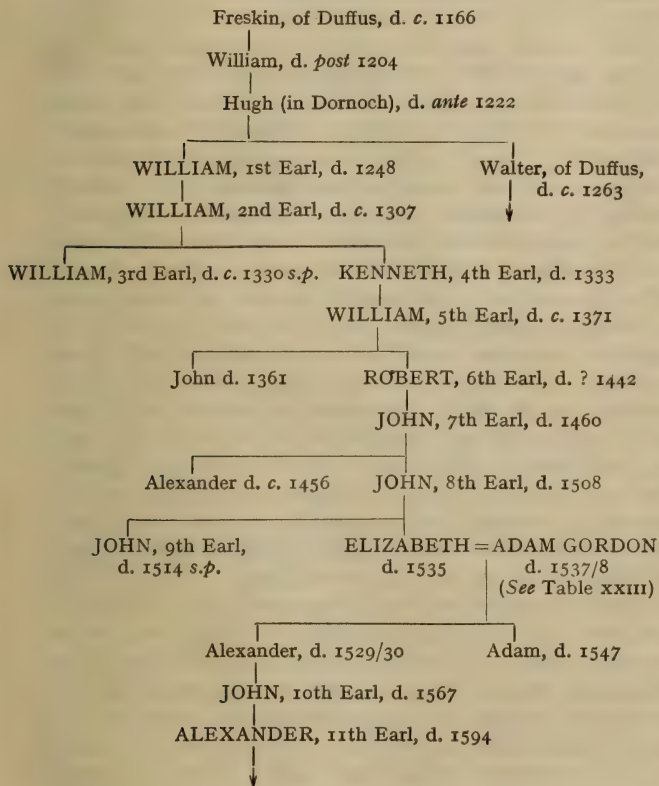 Freskin, of Duffus, d. c. 1166
William, d. post 1204
Hugh (in Dornoch), d. ante 1222
WILLIAM, 1st Earl, d. 1248
Walter, of Duffus,
d. c. 1263
WILLIAM, 2nd Earl, d. c. 1307
WILLIAM, 3rd Earl, d. c. 1330 s.p.
KENNETH, 4th Earl, d. 1333
WILLIAM, 5th Earl, d. c. 1371
John d. 1361
ROBERT, 6th Earl, d. ? 1442
JOHN, 7th Earl, d. 1460
Alexander d. c. 1456
JOHN, 8th Earl, d. 1508
JOHN, 9th Earl,
d. 1514 s.p.
ELIZABETH = ADAM GORDON
d. 1535 d. 1537/8
(See Table XXIII)
Alexander, d. 1529/30
Adam, d. 1547
JOHN, 10th Earl, d. 1567
ALEXANDER, 11th Earl, d. 1594